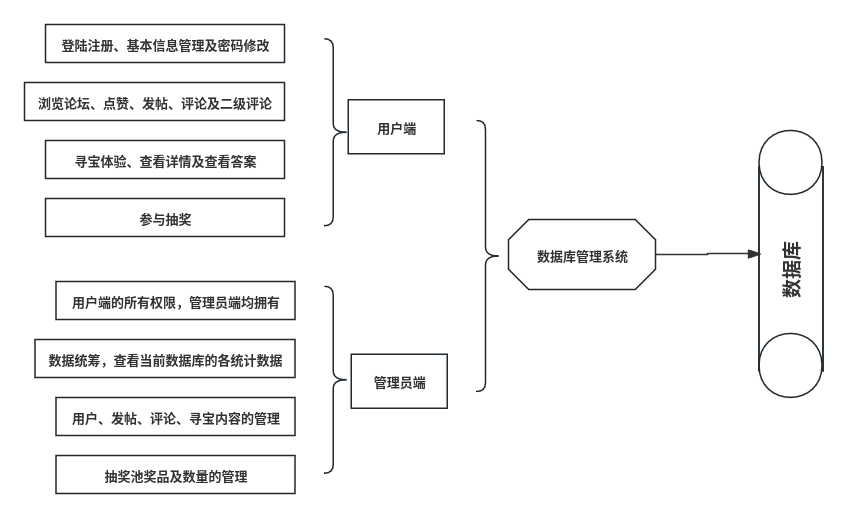 登陆注册、基本信息管理及密码修改
浏览论坛、点赞、发帖、评论及二级评论
寻宝体验、查看详情及查看答案
参与抽奖
用户端
用户端的所有权限，管理员端均拥有
数据统筹，查看当前数据库的各统计数据
用户、发帖、评论、寻宝内容的管理
抽奖池奖品及数量的管理
管理员端
数据库管理系统
数据库